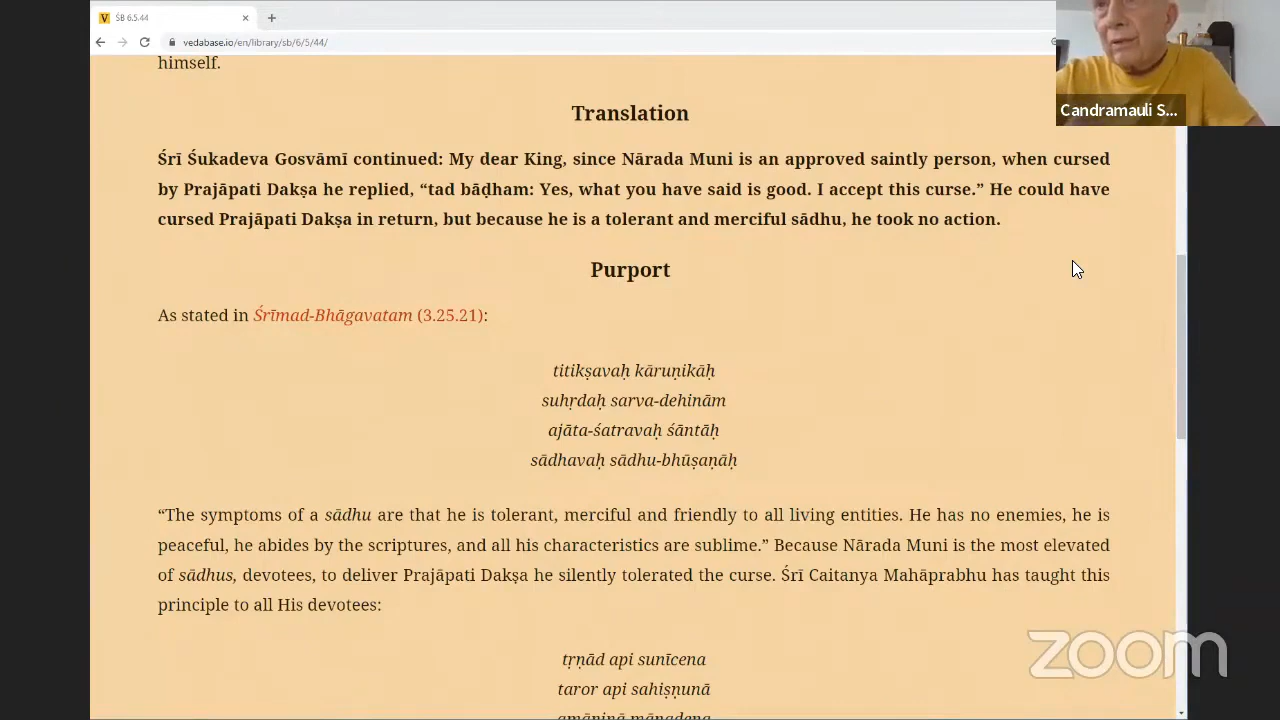 SB 6.5.44
vedabase.io/en/library/sb/6/5/44/
himself.
Candramauli S...
Translation
Śrī Śukadeva Gosvāmī continued: My dear King, since Nārada Muni is an approved saintly person, when cursed
by Prajāpati Dakṣa he replied, “tad bāḍham: Yes, what you have said is good. I accept this curse.” He could have
cursed Prajāpati Dakṣa in return, but because he is a tolerant and merciful sādhu, he took no action.
Purport
As stated in Śrīmad-Bhāgavatam (3.25.21):
titikṣavaḥ kāruṇikāḥ
suhṛdaḥ sarva-dehinām
ajāta-śatravaḥ śāntāḥ
sādhavaḥ sādhu-bhūṣaṇāḥ
“The symptoms of a sādhu are that he is tolerant, merciful and friendly to all living entities. He has no enemies, he is
peaceful, he abides by the scriptures, and all his characteristics are sublime.” Because Nārada Muni is the most elevated
of sādhus, devotees, to deliver Prajāpati Dakṣa he silently tolerated the curse. Śrī Caitanya Mahāprabhu has taught this
principle to all His devotees:
tṛṇād api sunīcena
taror api sahiṣṇunā
amāninā mānadena
zoom